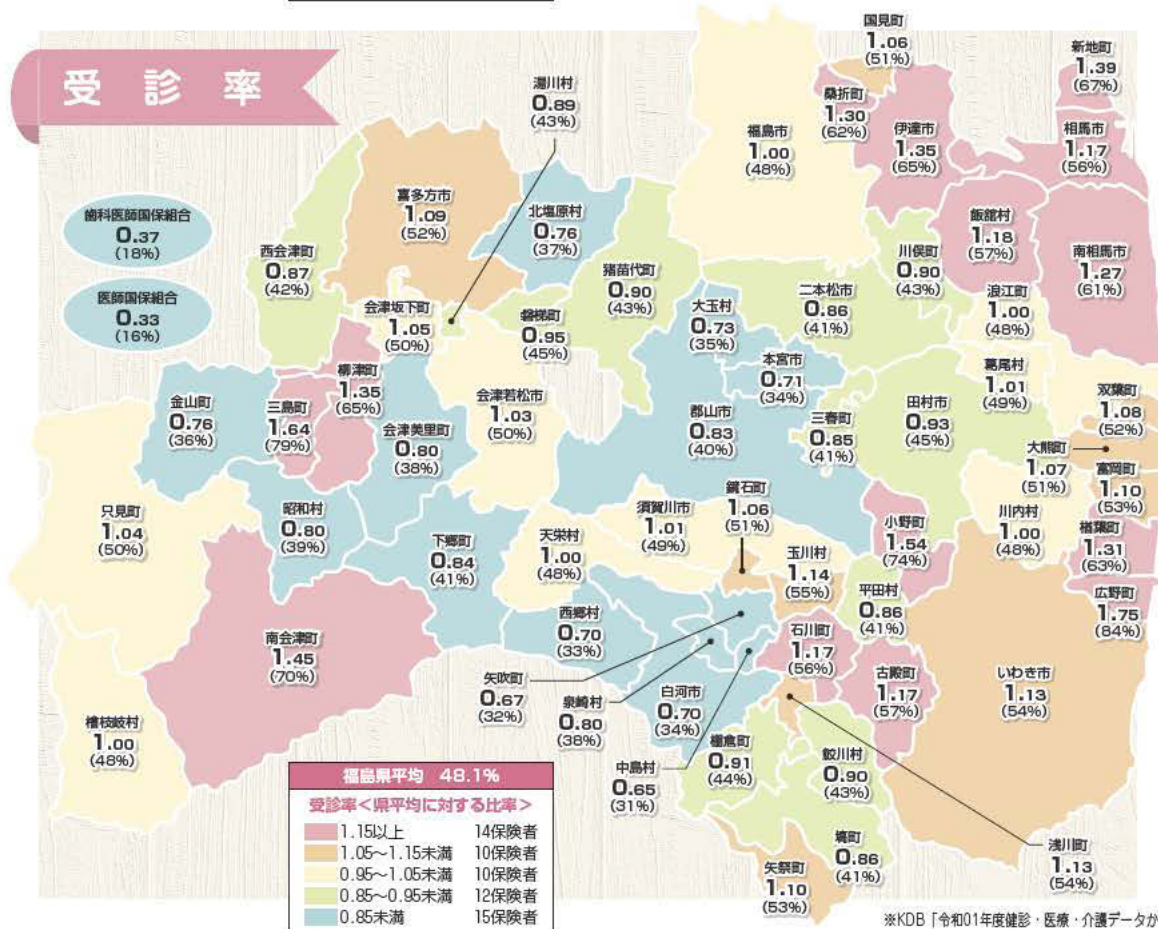 受診率
国見町
1.06
(51%)
新地町
1.39
(67%)
湯川村
0.89
(43%)
桑折町
1.30
(62%)
伊達市
1.35
(65%)
相馬市
1.17
(56%)
福島市
1.00
(48%)
喜多方市
1.09
(52%)
北塩原村
0.76
(37%)
飯舘村
1.18
(57%)
歯科医師国保組合
0.37
(18%)
西会津町
0.87
(42%)
猪苗代町
0.90
(43%)
川俣町
0.90
(43%)
南相馬市
1.27
(61%)
医師国保組合
0.33
(16%)
会津坂下町
1.05
(50%)
磐梯町
0.95
(45%)
大玉村
0.73
(35%)
二本松市
0.86
(41%)
浪江町
1.00
(48%)
柳津町
1.35
(65%)
本宮市
0.71
(34%)
葛尾村
1.01
(49%)
双葉町
1.08
(52%)
金山町
0.76
(36%)
三島町
1.64
(79%)
会津若松市
1.03
(50%)
会津美里町
0.80
(38%)
郡山市
0.83
(40%)
三春町
0.85
(41%)
田村市
0.93
(45%)
大熊町
1.07
(51%)
富岡町
1.10
(53%)
只見町
1.04
(50%)
昭和村
0.80
(39%)
下郷町
0.84
(41%)
天栄村
1.00
(48%)
須賀川市
1.01
(49%)
鏡石町
1.06
(51%)
玉川村
1.14
(55%)
小野町
1.54
(74%)
川内村
1.00
(48%)
楢葉町
1.31
(63%)
平田村
0.86
(41%)
広野町
1.75
(84%)
南会津町
1.45
(70%)
西郷村
0.70
(33%)
石川町
1.17
(56%)
古殿町
1.17
(57%)
いわき市
1.13
(54%)
矢吹町
0.67
(32%)
泉崎村
0.80
(38%)
白河市
0.70
(34%)
檜枝岐村
1.00
(48%)
中島村
0.65
(31%)
棚倉町
0.91
(44%)
鮫川村
0.90
(43%)
塙町
0.86
(41%)
浅川町
1.13
(54%)
矢祭町
1.10
(53%)
福島県平均 48.1%
受診率＜県平均に対する比率＞
1.15以上 14保険者
1.05～1.15未満 10保険者
0.95～1.05未満 10保険者
0.85～0.95未満 12保険者
0.85未満 15保険者
※KDB「令和01年度健診・医療・介護データか